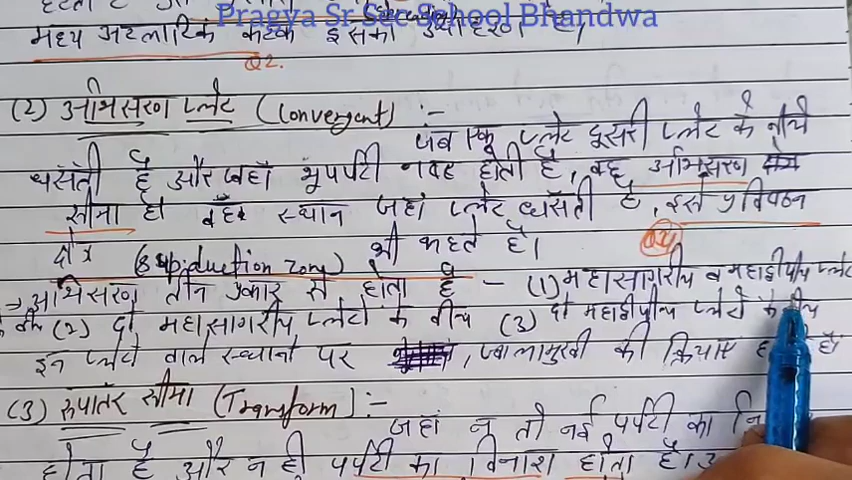 Pragya Sr Sec School Bhandwa
मध्य अटलांटिक कटक इसका उदाहरण है।
Q2.
(2) अभिसरण प्लेट (Convergent) :-
जब एक प्लेट दूसरी प्लेट के नीचे
धसती है और जहाँ भूपर्पटी नष्ट होती है, वह अभिसरण
सीमा है। वह स्थान जहां प्लेट धसती है, इसे प्रविष्ठन
क्षेत्र (Subduction zone) भी कहते है।
Q4
→ अभिसरण तीन प्रकार से होता है - (1) महासागरीय व महाद्वीपीय प्लेट
के बीच (2) दो महासागरीय प्लेटो के बीच (3) दो महाद्वीपीय प्लेटो के बीच
इन प्लेटो वाले स्थानो पर, ज्वालामुखी की क्रियाए
(3) रुपांतर सीमा (Transform) :-
जहां न तो नई पर्पटी का
होता है और न ही पर्पटी का विनाश होता है।